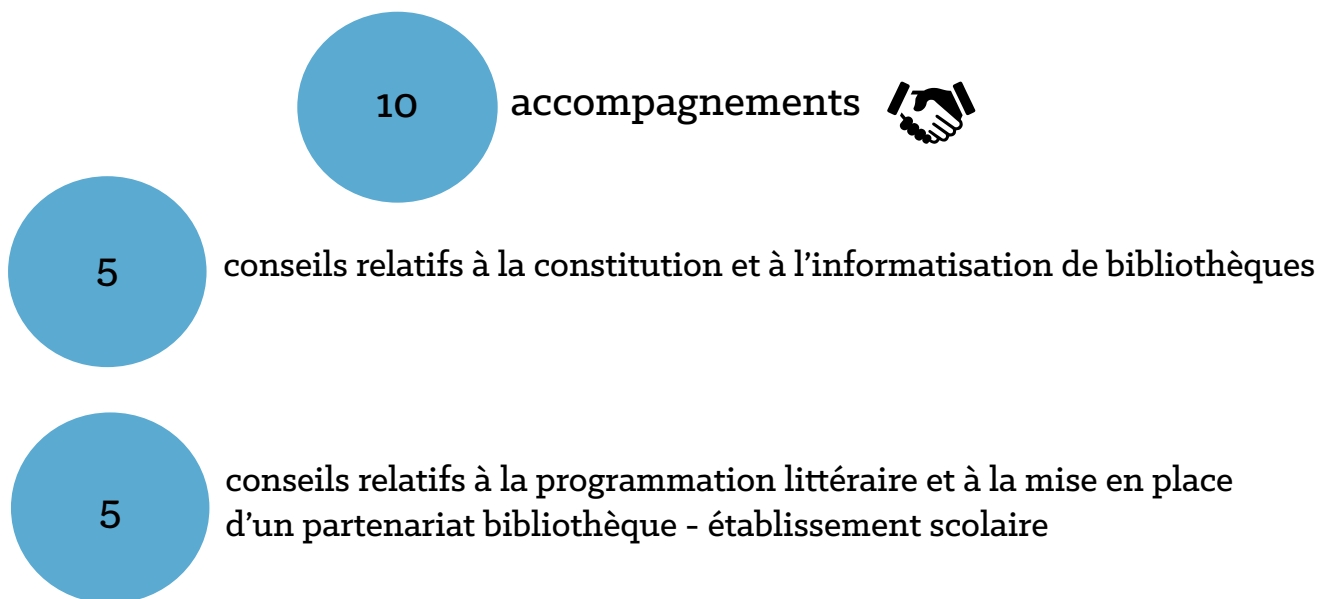 10 accompagnements
5 conseils relatifs à la constitution et à l’informatisation de bibliothèques
5 conseils relatifs à la programmation littéraire et à la mise en place
d’un partenariat bibliothèque - établissement scolaire